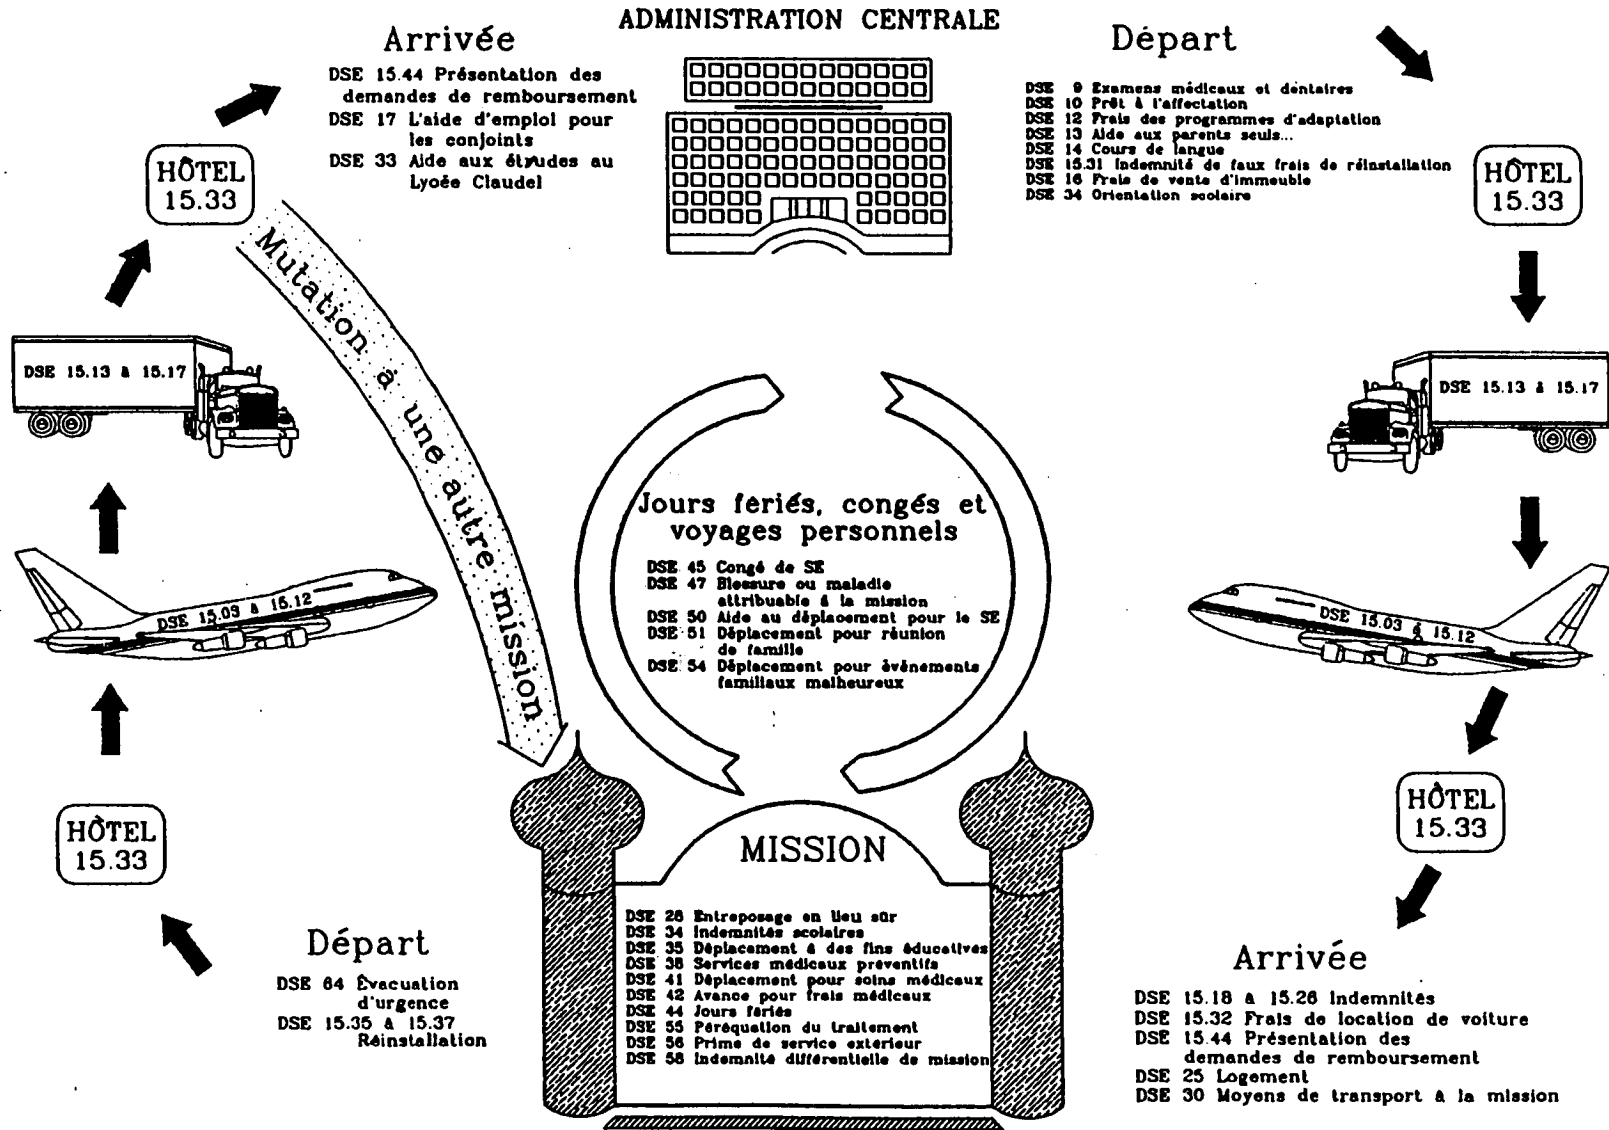 ADMINISTRATION CENTRALE
Arrivée
DSE 15.44 Présentation des
demandes de remboursement
DSE 17 L'aide d'emploi pour
les conjoints
DSE 33 Aide aux études au
Lycée Claudel
Départ
DSE 9 Examens médicaux et dentaires
DSE 10 Prêt à l'affectation
DSE 12 Frais des programmes d'adaptation
DSE 13 Aide aux parents seuls...
DSE 14 Cours de langue
DSE 15.31 Indemnité de faux frais de réinstallation
DSE 16 Frais de vente d'immeuble
DSE 34 Orientation scolaire
HÔTEL
15.33
HÔTEL
15.33
Mutation à une autre mission
DSE 15.13 à 15.17
DSE 15.13 à 15.17
Jours fériés, congés et
voyages personnels
DSE 45 Congé de SE
DSE 47 Blessure ou maladie
attribuable à la mission
DSE 50 Aide au déplacement pour le SE
DSE 51 Déplacement pour réunion
de famille
DSE 54 Déplacement pour évènements
familiaux malheureux
DSE 15.03 à 15.12
DSE 15.03 à 15.12
HÔTEL
15.33
HÔTEL
15.33
MISSION
DSE 28 Entreposage en lieu sûr
DSE 34 Indemnités scolaires
DSE 35 Déplacement à des fins éducatives
DSE 38 Services médicaux préventifs
DSE 41 Déplacement pour soins médicaux
DSE 42 Avance pour frais médicaux
DSE 44 Jours fériés
DSE 55 Péréquation du traitement
DSE 56 Prime de service extérieur
DSE 58 Indemnité différentielle de mission
Départ
DSE 64 Évacuation
d'urgence
DSE 15.35 à 15.37
Réinstallation
Arrivée
DSE 15.18 à 15.26 Indemnités
DSE 15.32 Frais de location de voiture
DSE 15.44 Présentation des
demandes de remboursement
DSE 25 Logement
DSE 30 Moyens de transport à la mission